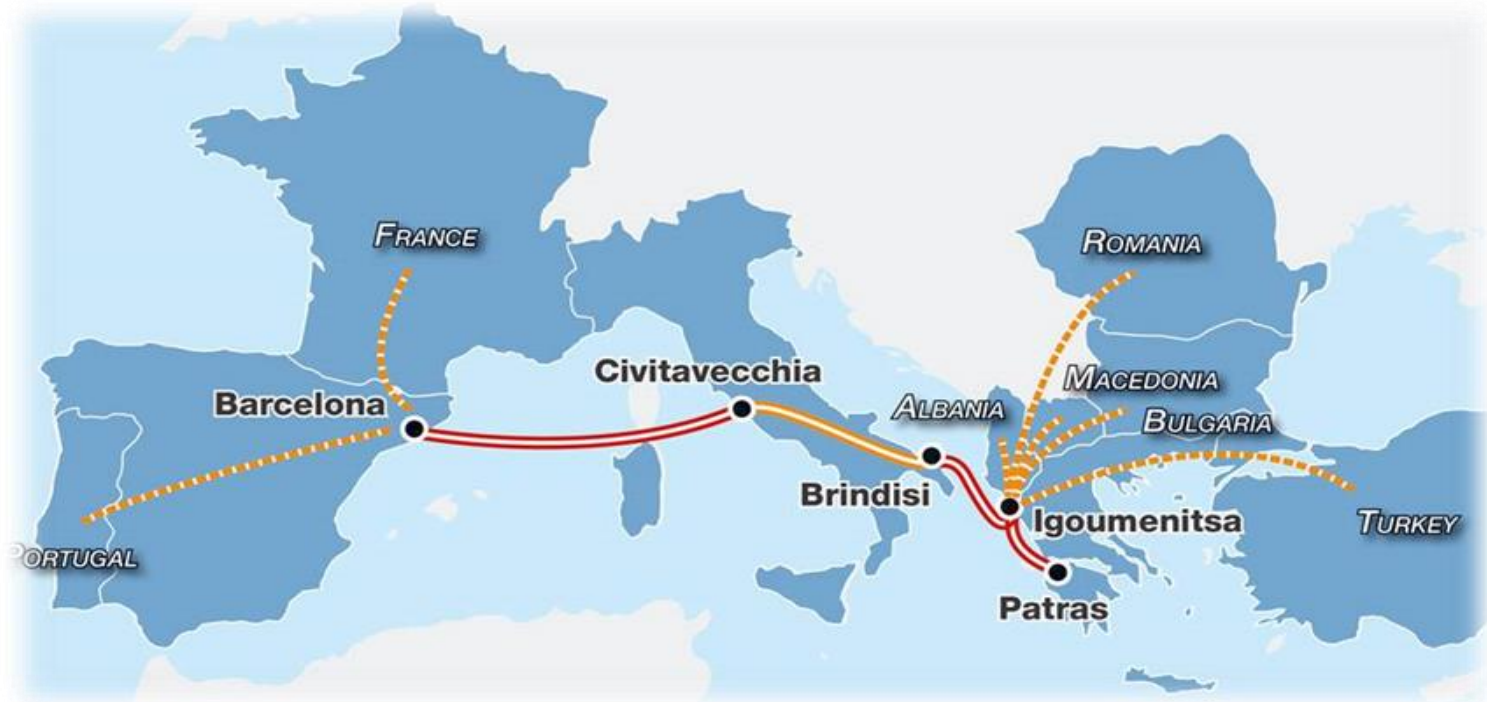 FRANCE
ROMANIA
Civitavecchia
MACEDONIA
Barcelona
ALBANIA
BULGARIA
Brindisi
Igoumenitsa
TURKEY
PORTUGAL
Patras